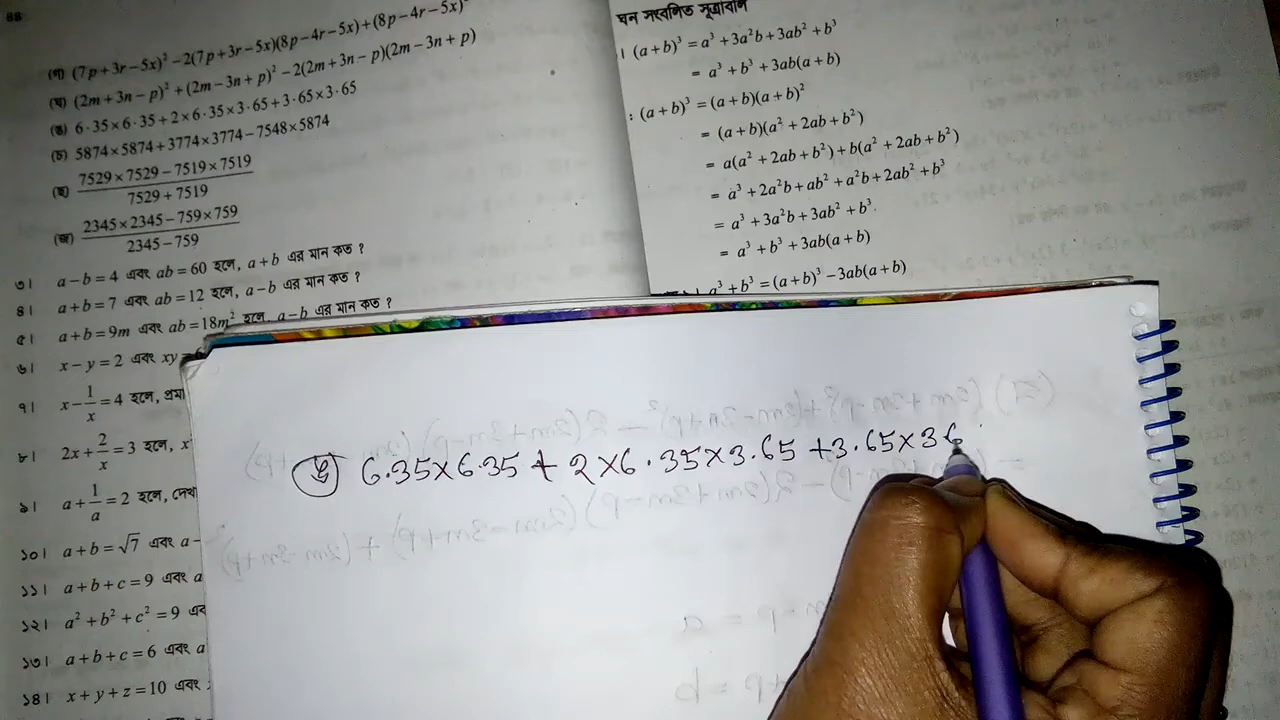 ৪৪
(গ) (7p+3r−5x)² −2(7p+3r−5x)(8p−4r−5x)+(8p−4r−5x)²
(ঘ) (2m+3n−p)² +(2m−3n+p)² −2(2m+3n−p)(2m−3n+p)
(ঙ) 6·35×6·35+2×6·35×3·65+3·65×3·65
(চ) 5874×5874+3774×3774−7548×5874
(ছ) (7529×7529−7519×7519)/(7529+7519)
(জ) (2345×2345−759×759)/(2345−759)
৩। a−b=4 এবং ab=60 হলে, a+b এর মান কত ?
৪। a+b=7 এবং ab=12 হলে, a−b এর মান কত ?
৫। a+b=9m এবং ab=18m² হলে, a−b এর মান কত ?
৬। x−y=2 এবং xy=
৭। x−1/x=4 হলে,
৮। 2x+2/x=3 হলে, x
৯। a+1/a=2 হলে,
১০। a+b=√7 এবং a−
১১। a+b+c=9 এবং a
১২। a²+b²+c²=9
১৩। a+b+c=6 এবং a
১৪। x+y+z=10 এবং
ঘন সংবলিত সূত্রাবলি
। (a+b)³ = a³+3a²b+3ab²+b³
= a³+b³+3ab(a+b)
: (a+b)³ = (a+b)(a+b)²
= (a+b)(a²+2ab+b²)
= a(a²+2ab+b²)+b(a²+2ab+b²)
= a³+2a²b+ab²+a²b+2ab²+b³
= a³+3a²b+3ab²+b³.
= a³+b³+3ab(a+b)
a³+b³ = (a+b)³−3ab(a+b)
(ঙ) 6.35×6.35 + 2×6.35×3.65 +3.65×36